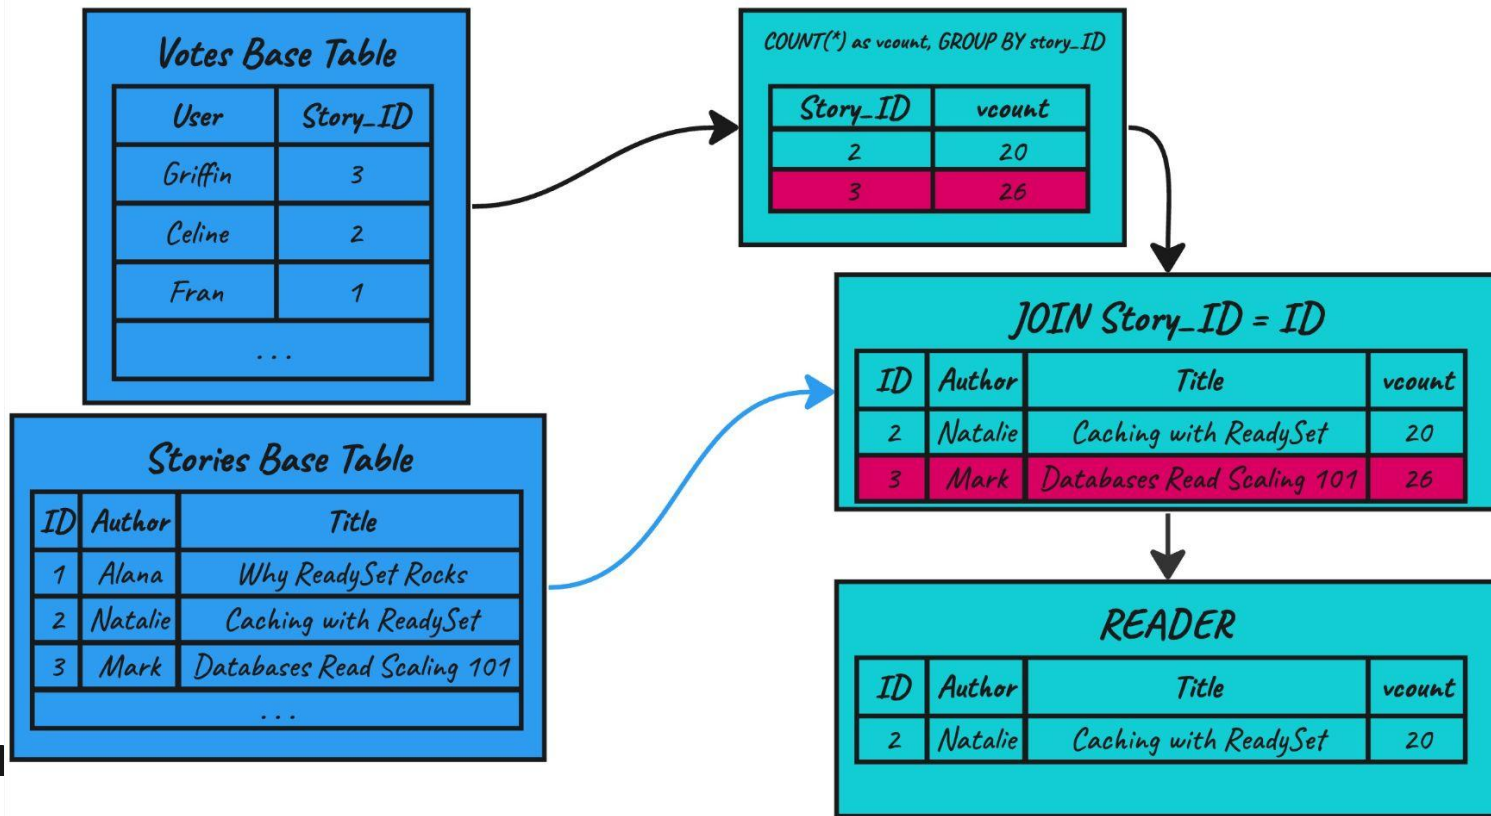 Votes Base Table
User Story_ID
Griffin 3
Celine 2
Fran 1
...
Stories Base Table
ID Author Title
1 Alana Why ReadySet Rocks
2 Natalie Caching with ReadySet
3 Mark Databases Read Scaling 101
...
COUNT(*) as vcount, GROUP BY story_ID
Story_ID vcount
2 20
3 26
JOIN Story_ID = ID
ID Author Title vcount
2 Natalie Caching with ReadySet 20
3 Mark Databases Read Scaling 101 26
READER
ID Author Title vcount
2 Natalie Caching with ReadySet 20